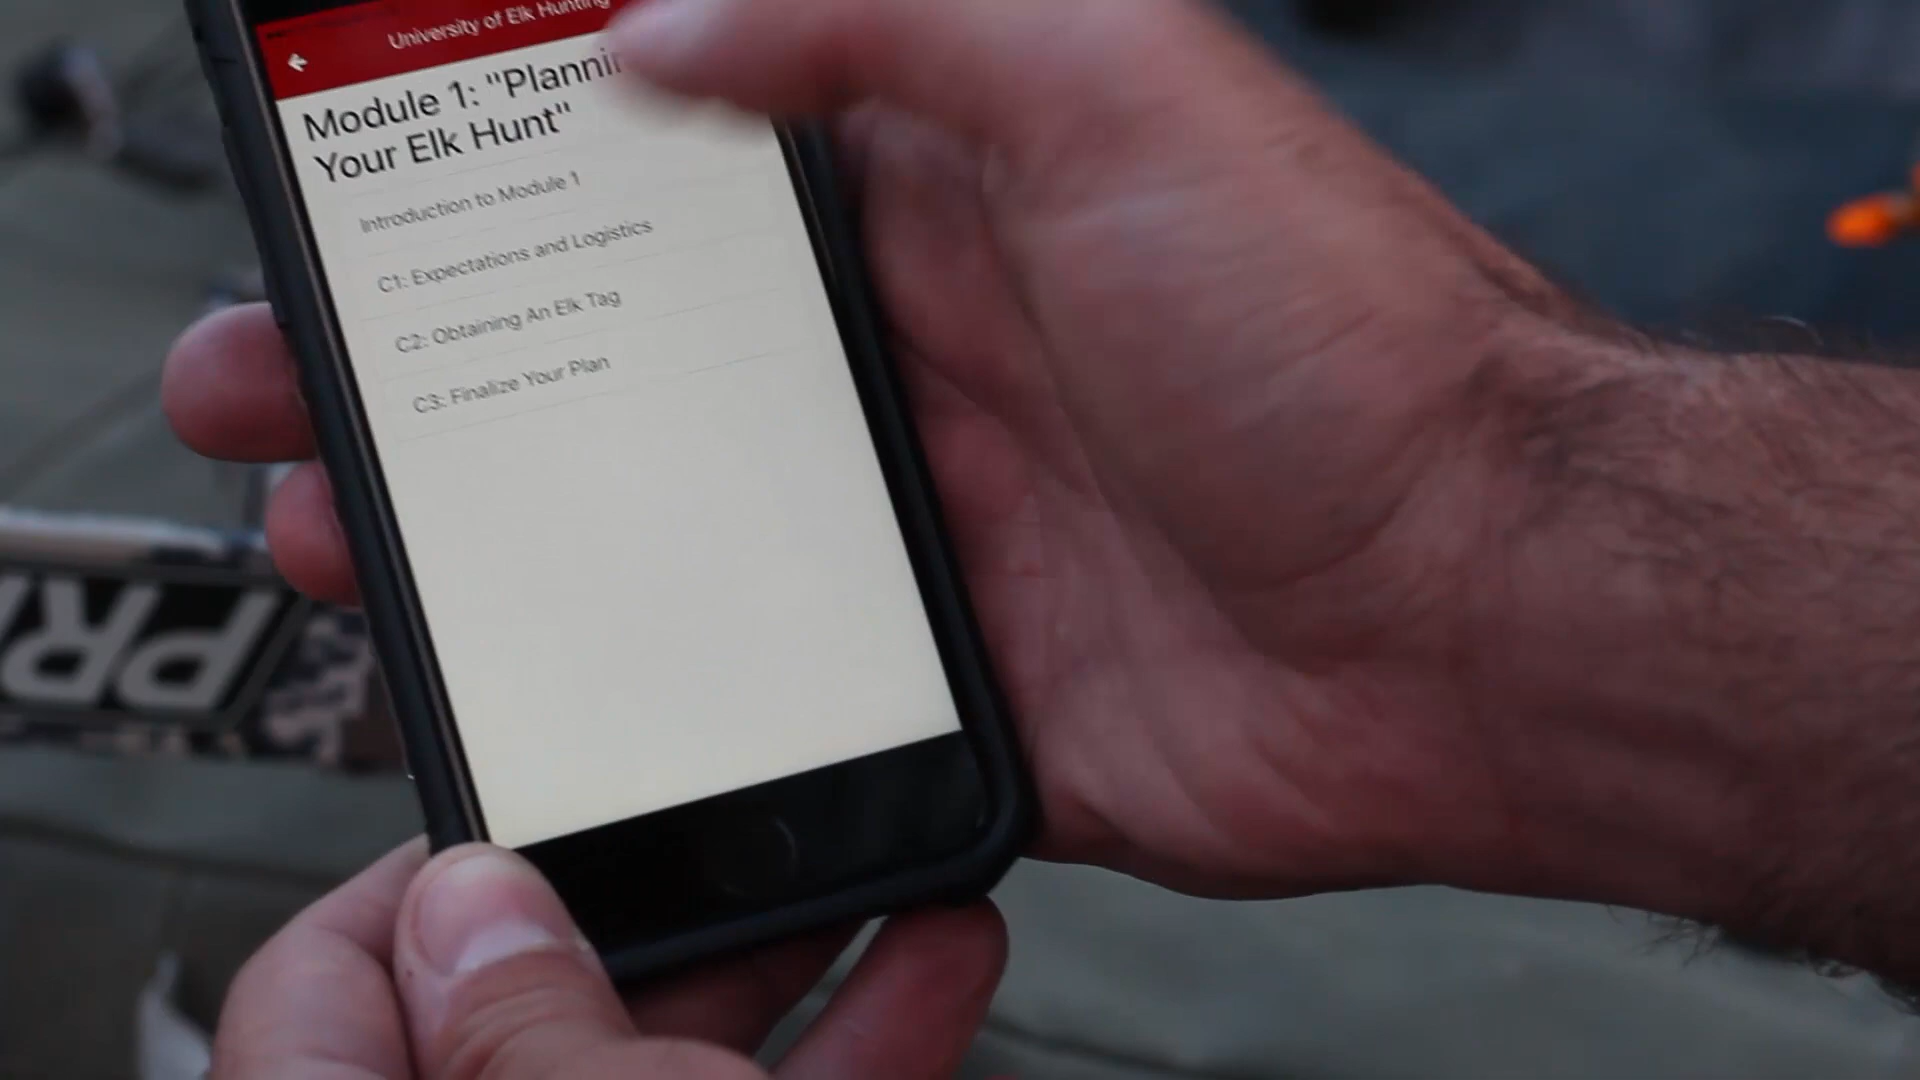 University of Elk Hunting
Module 1: "Plannin
Your Elk Hunt"
Introduction to Module 1
C1: Expectations and Logistics
C2: Obtaining An Elk Tag
C3: Finalize Your Plan
PR